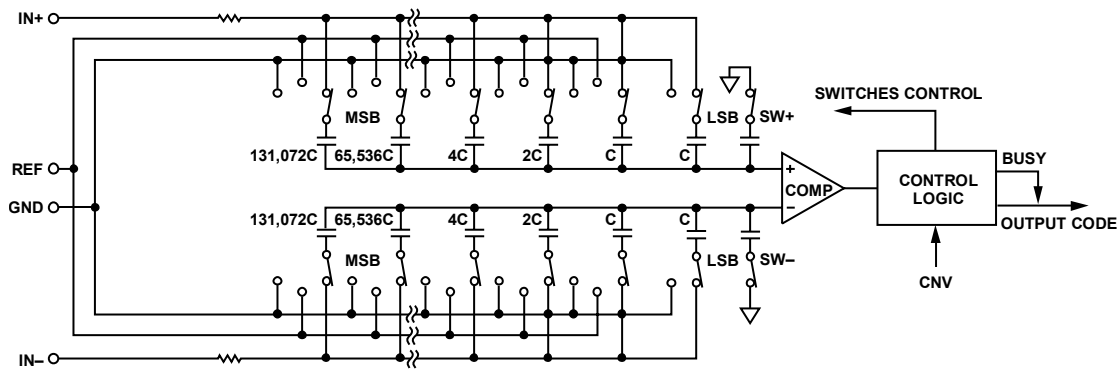 IN+
SWITCHES CONTROL
MSB
LSB
SW+
131,072C
65,536C
4C
2C
C
C
BUSY
REF
+
COMP
CONTROL
LOGIC
GND
–
OUTPUT CODE
131,072C
65,536C
4C
2C
C
C
MSB
LSB
SW–
CNV
IN–